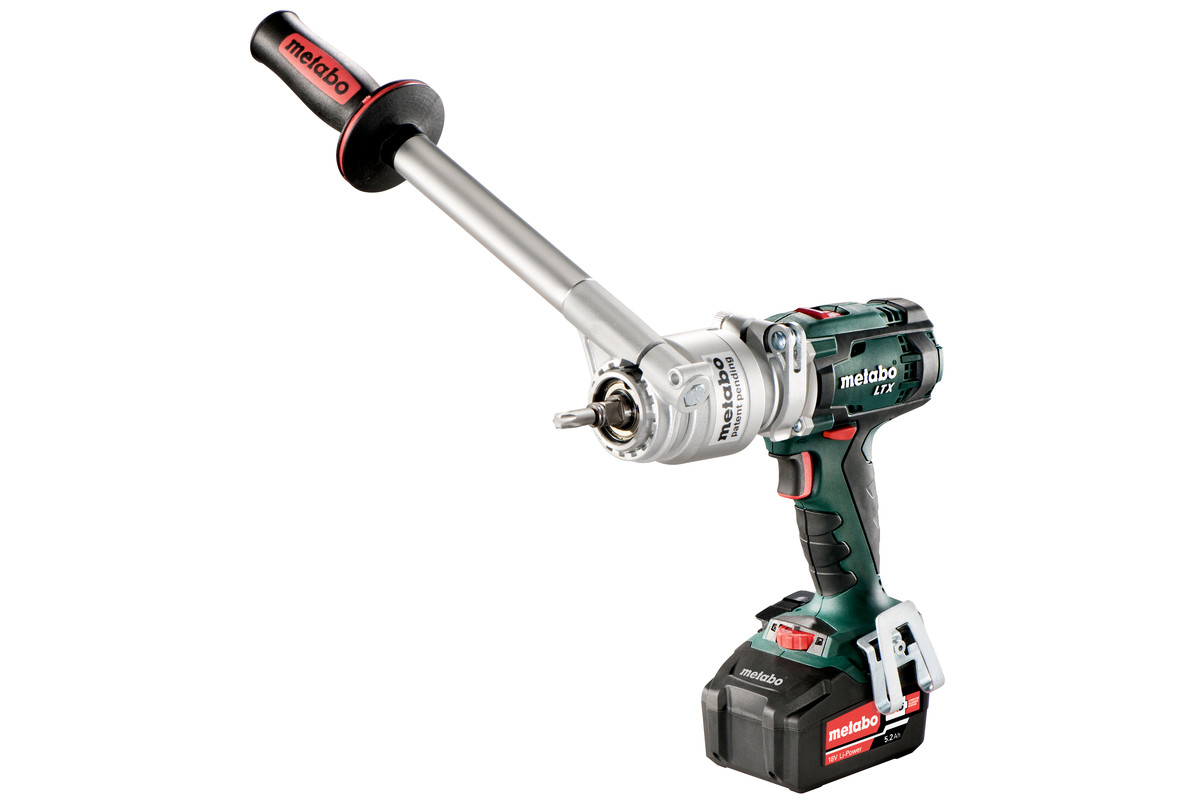 metabo
metabo
patent pending
metabo
LTX
metabo
metabo
18V Li-Power
5.2 Ah